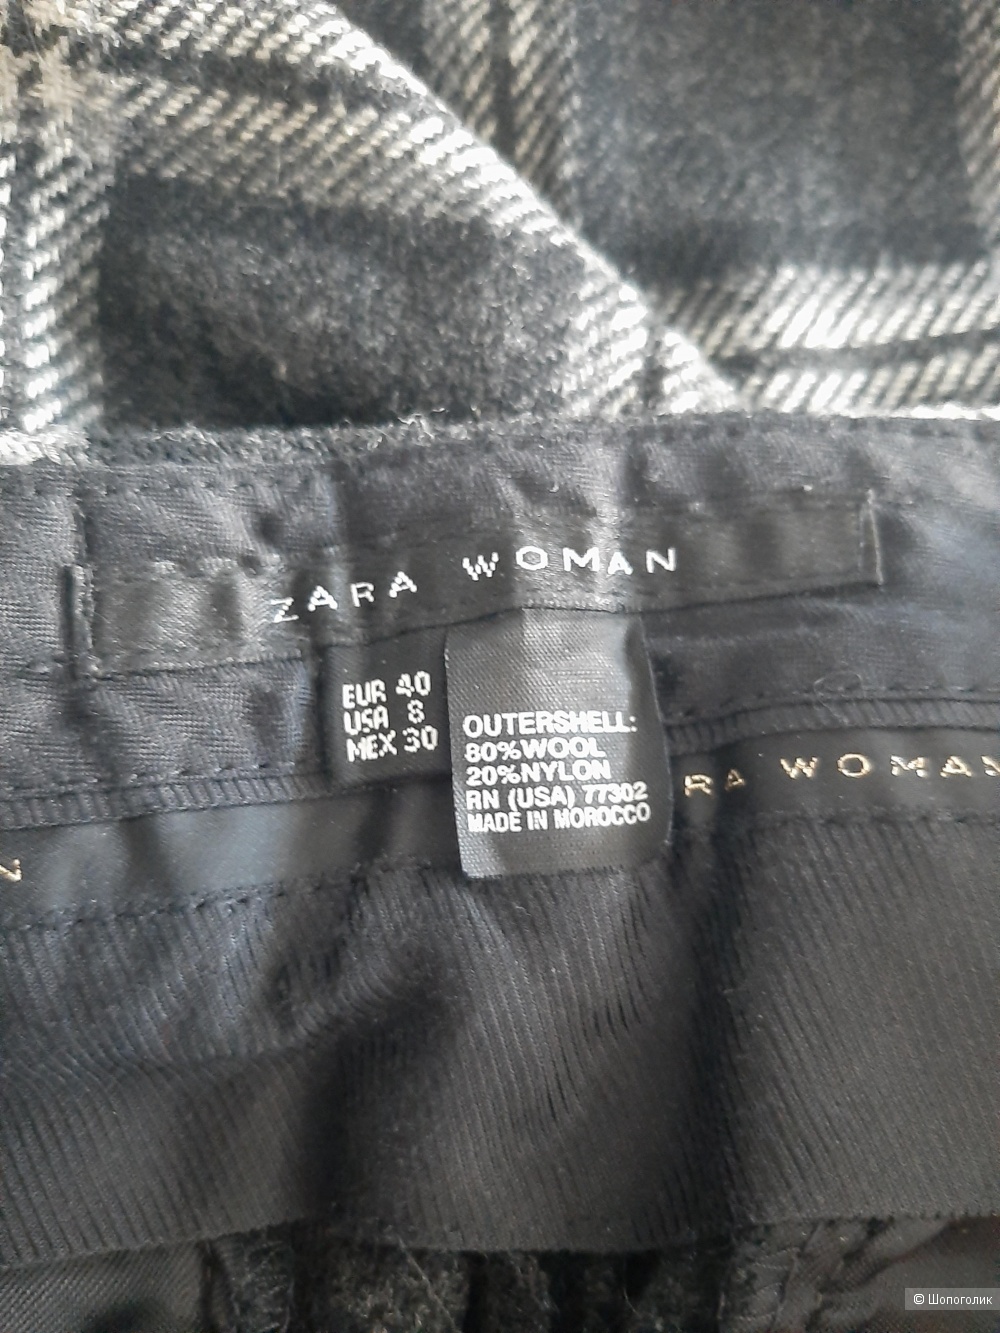 ZARA WOMAN
EUR 40
USA 8
MEX 30
OUTERSHELL:
80%WOOL
20%NYLON
RN (USA) 77302
MADE IN MOROCCO
RA WOMAN
N
© Шопоголик